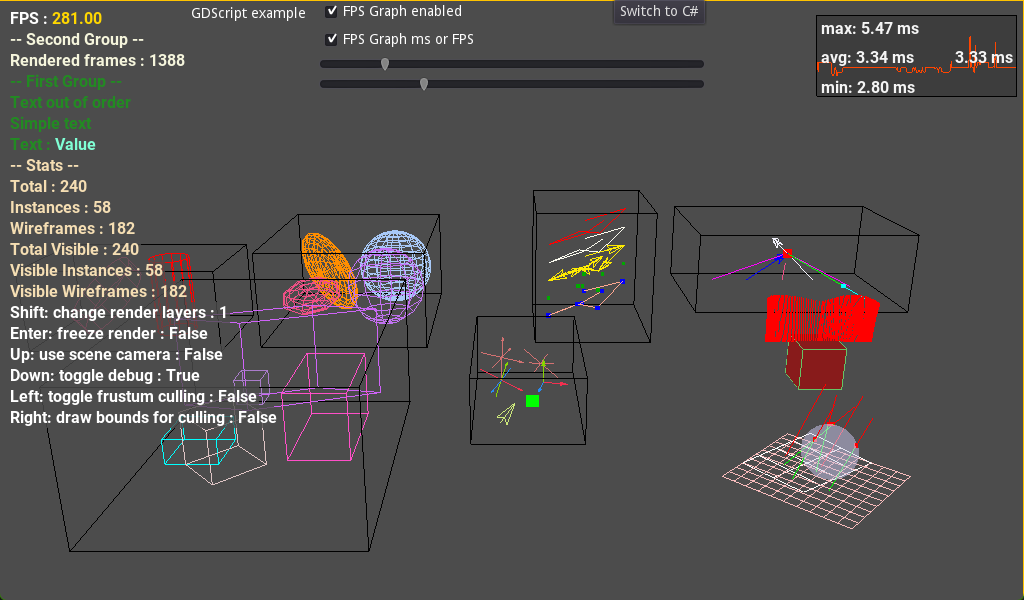 FPS : 281.00
-- Second Group --
Rendered frames : 1388
-- First Group --
Text out of order
Simple text
Text : Value
-- Stats --
Total : 240
Instances : 58
Wireframes : 182
Total Visible : 240
Visible Instances : 58
Visible Wireframes : 182
Shift: change render layers : 1
Enter: freeze render : False
Up: use scene camera : False
Down: toggle debug : True
Left: toggle frustum culling : False
Right: draw bounds for culling : False
GDScript example
FPS Graph enabled
FPS Graph ms or FPS
Switch to C#
max: 5.47 ms
avg: 3.34 ms 3.33 ms
min: 2.80 ms